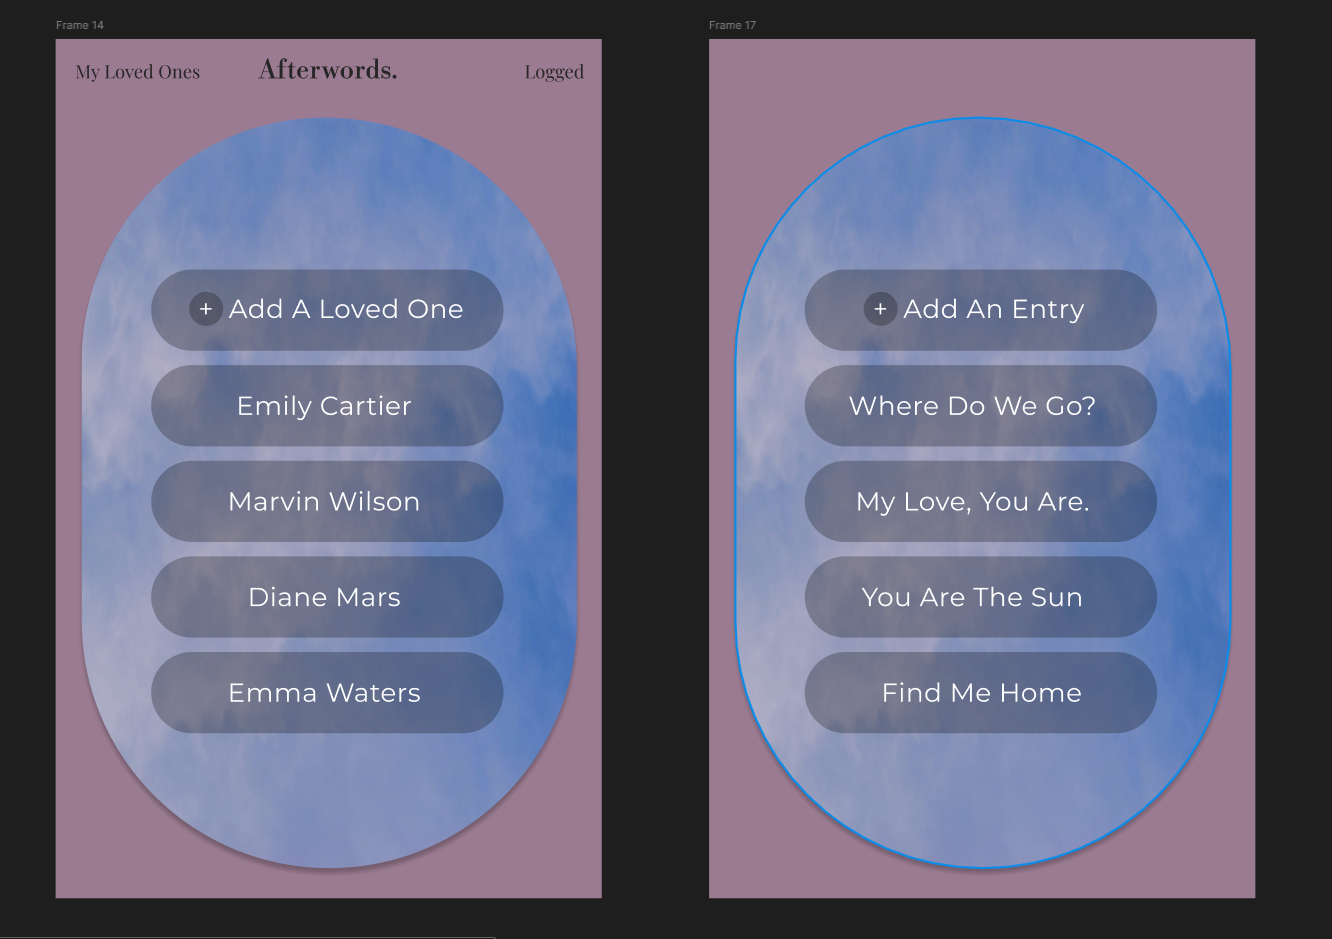 Frame 14
My Loved Ones
Afterwords.
Logged
+ Add A Loved One
Emily Cartier
Marvin Wilson
Diane Mars
Emma Waters
Frame 17
+ Add An Entry
Where Do We Go?
My Love, You Are.
You Are The Sun
Find Me Home